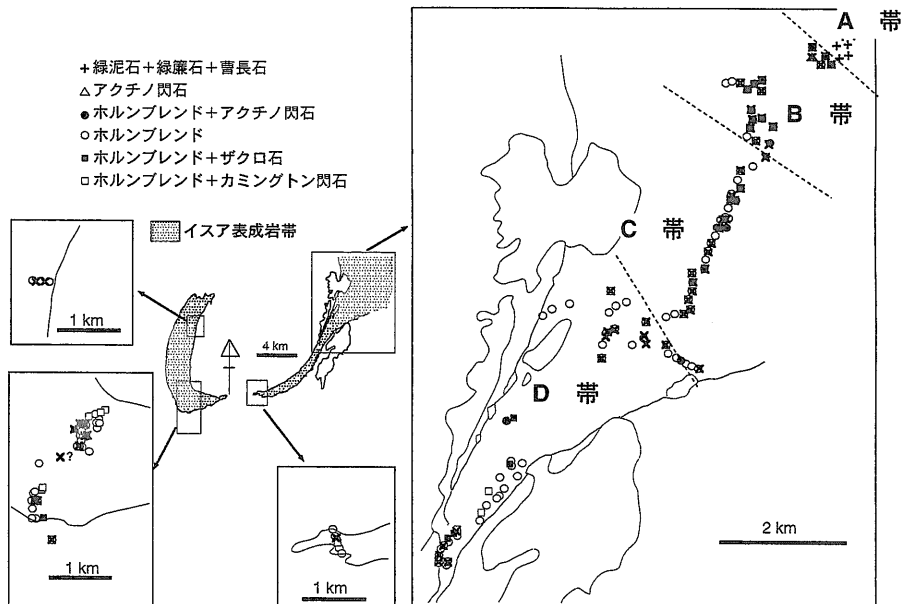 +緑泥石+緑簾石+曹長石
△アクチノ閃石
ホルンブレンド+アクチノ閃石
○ホルンブレンド
ホルンブレンド+ザクロ石
□ホルンブレンド+カミングトン閃石
イスア表成岩帯
A 帯
B 帯
C 帯
D 帯
1 km
4 km
×?
1 km
1 km
2 km